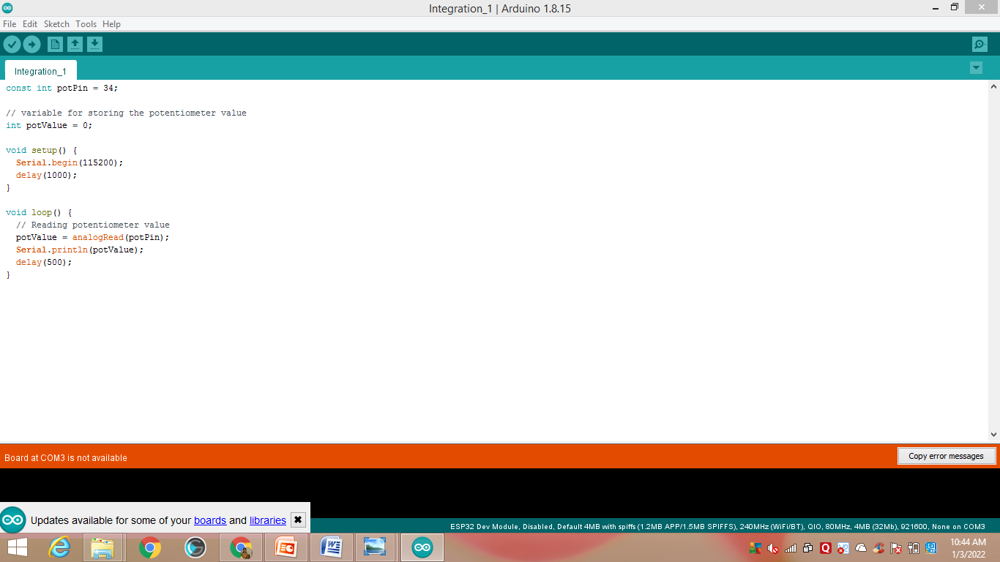 Integration_1 | Arduino 1.8.15
File Edit Sketch Tools Help
Integration_1
const int potPin = 34;
// variable for storing the potentiometer value
int potValue = 0;
void setup() {
Serial.begin(115200);
delay(1000);
}
void loop() {
// Reading potentiometer value
potValue = analogRead(potPin);
Serial.println(potValue);
delay(500);
}
Board at COM3 is not available
Copy error messages
Updates available for some of your boards and libraries
ESP32 Dev Module, Disabled, Default 4MB with spiffs (1.2MB APP/1.5MB SPIFFS), 240MHz (WiFi/BT), QIO, 80MHz, 4MB (32Mb), 921600, None on COM3
10:44 AM
1/3/2022